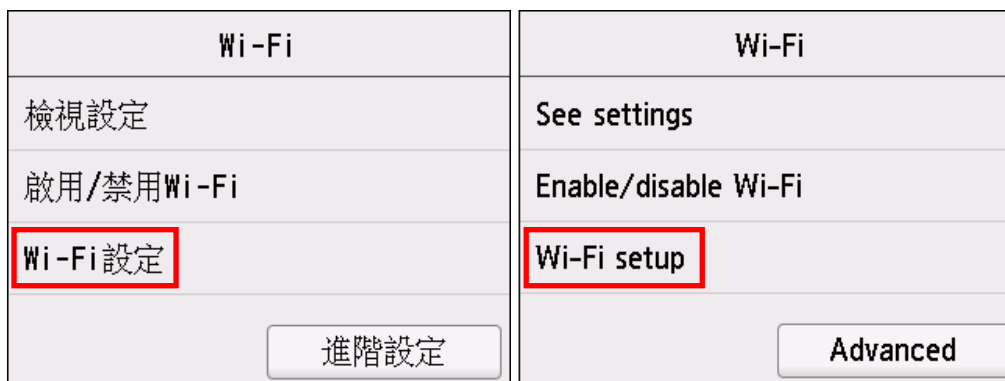 Wi-Fi
檢視設定
啟用/禁用Wi-Fi
Wi-Fi設定
進階設定
Wi-Fi
See settings
Enable/disable Wi-Fi
Wi-Fi setup
Advanced